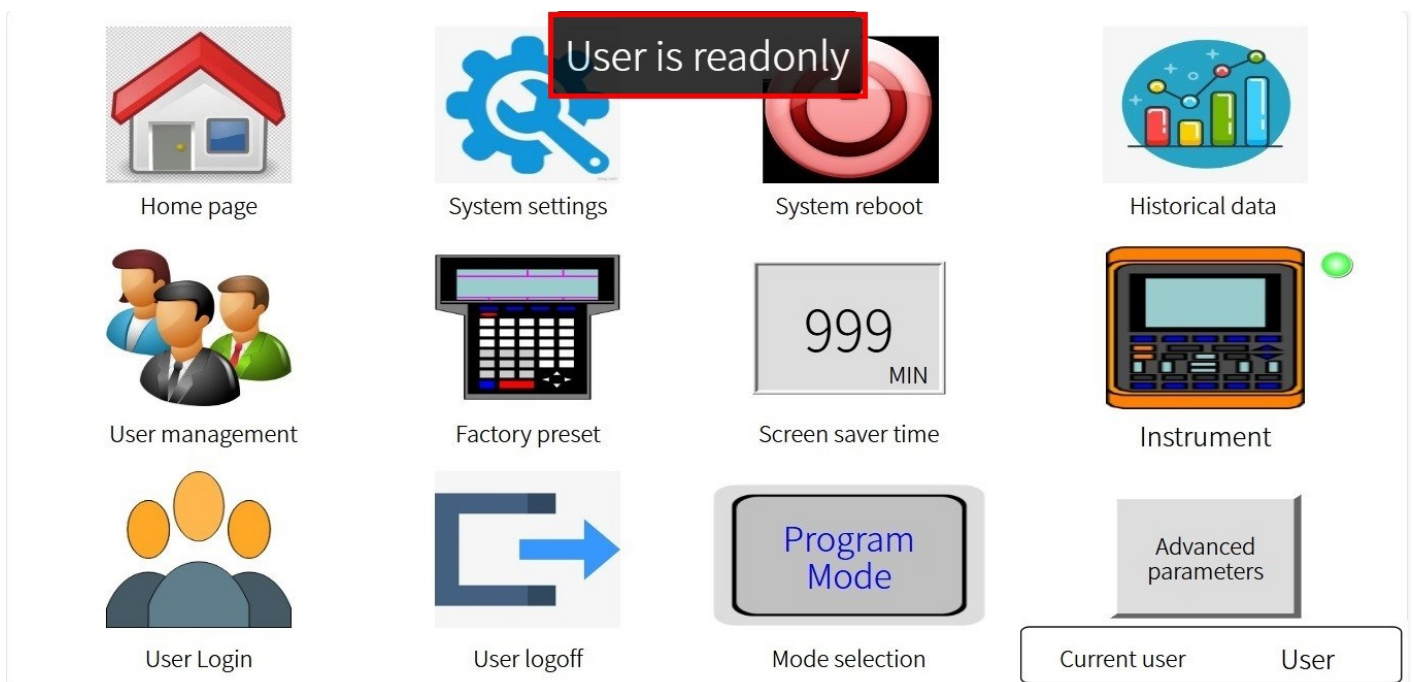 User is readonly
Home page
System settings
System reboot
Historical data
999
MIN
User management
Factory preset
Screen saver time
Instrument
Program
Mode
Advanced
parameters
User Login
User logoff
Mode selection
Current user
User